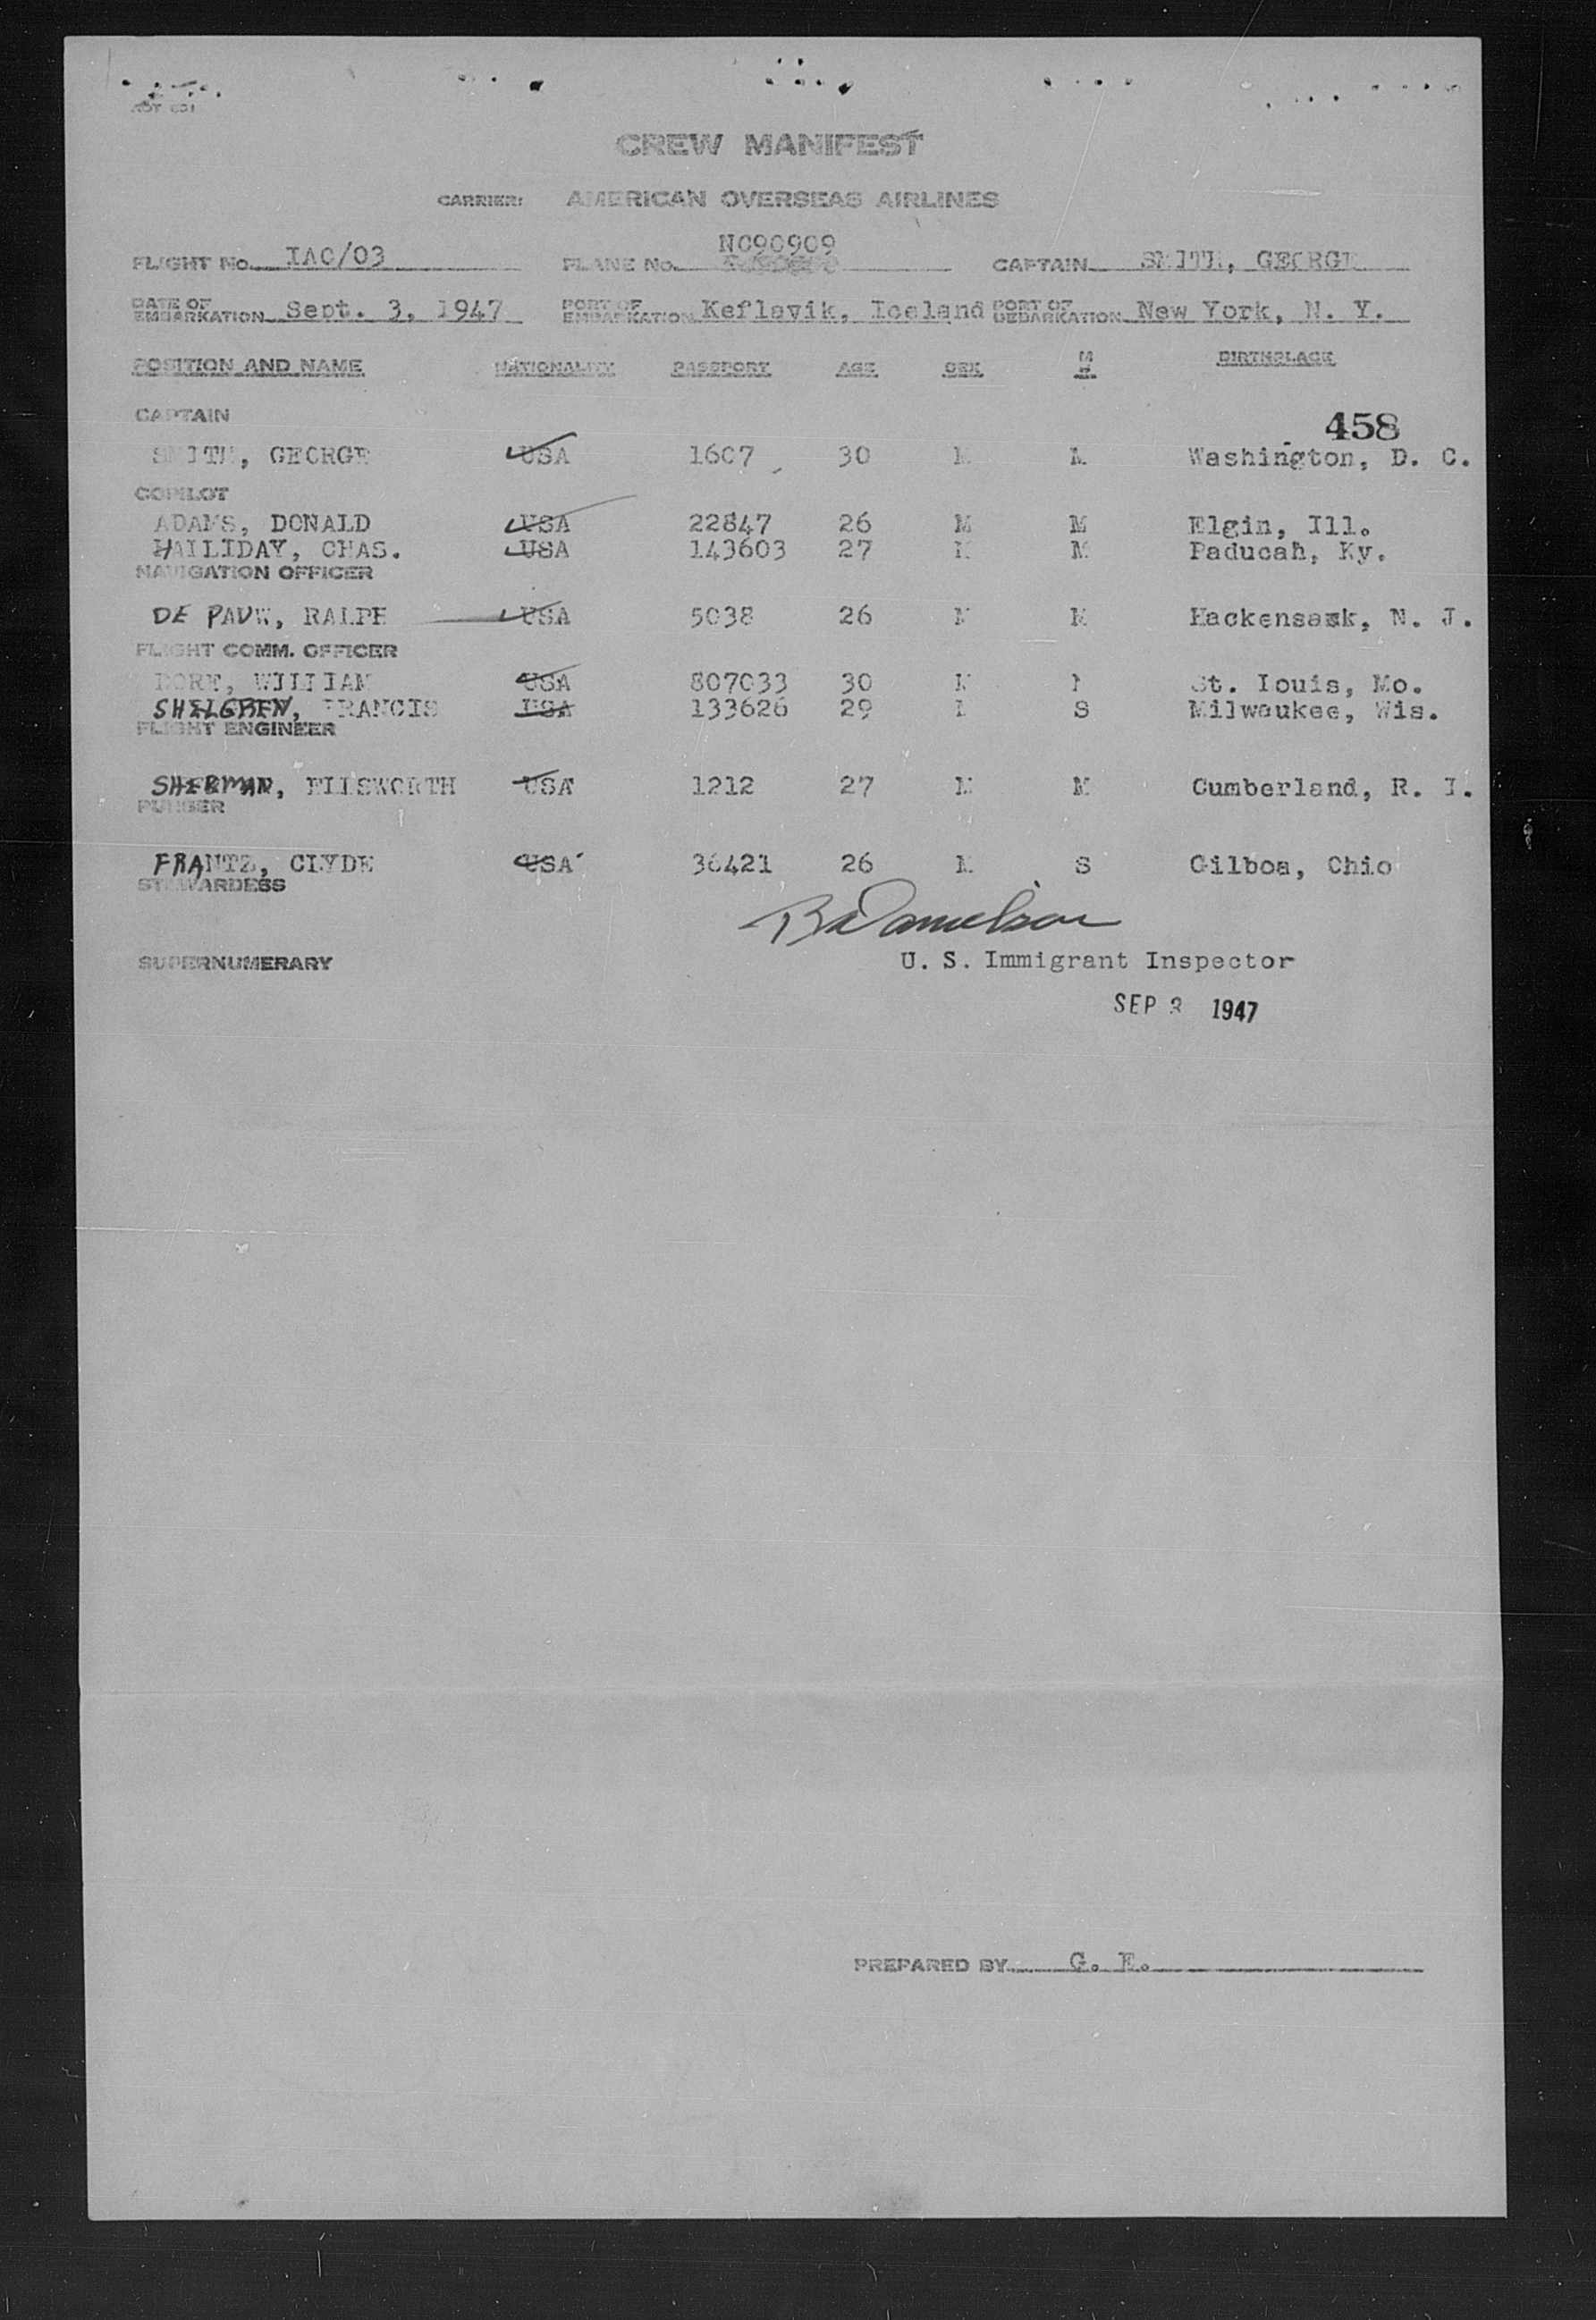 CREW MANIFEST
CARRIER: AMERICAN OVERSEAS AIRLINES
FLIGHT No. IAO/03 PLANE No. NC90909 CAPTAIN SMITH, GEORGE
DATE OF EMBARKATION Sept. 3, 1947 PORT OF EMBARKATION Keflavik, Iceland PORT OF DEBARKATION New York, N. Y.
POSITION AND NAME NATIONALITY PASSPORT AGE SEX M BIRTHPLACE
CAPTAIN
458
SMITH, GEORGE USA 1607 30 M M Washington, D. C.
COPILOT
ADAMS, DONALD USA 22847 26 M M Elgin, Ill.
HALLIDAY, CHAS. USA 143603 27 M M Paducah, Ky.
NAVIGATION OFFICER
DE PAUW, RALPH USA 5038 26 M M Hackensack, N. J.
FLIGHT COMM. OFFICER
WILLIAM USA 807033 30 M M St. Louis, Mo.
FRANCIS USA 133626 29 M S Milwaukee, Wis.
FLIGHT ENGINEER
SHERMAN, ELLSWORTH USA 1212 27 M M Cumberland, R. I.
PURSER
FRANTZ, CLYDE USA 36421 26 M S Gilboa, Ohio
STEWARDESS
Danielson
SUPERNUMERARY U. S. Immigrant Inspector
SEP 3 1947
PREPARED BY G. E.